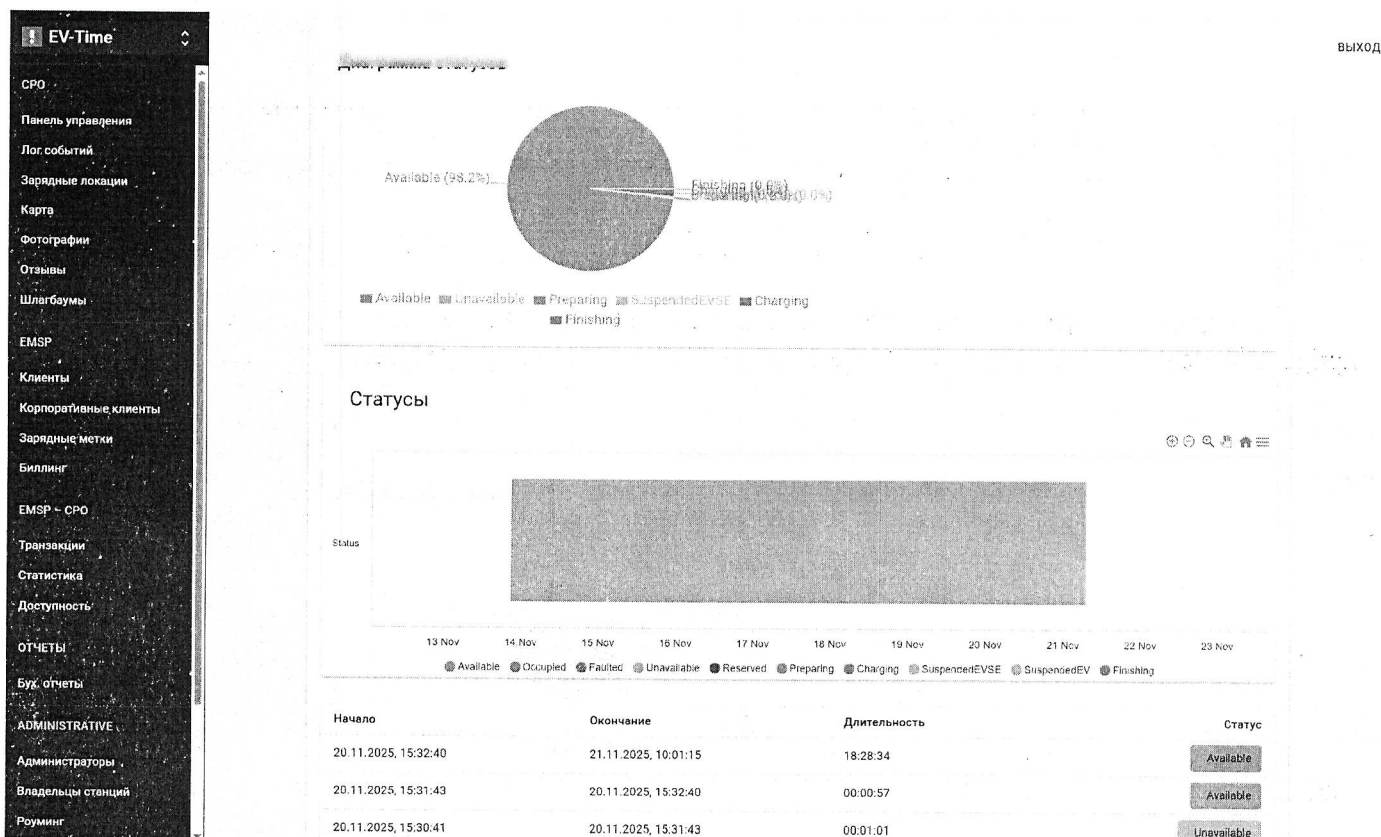 EV-Time
ВЫХОД
CPO
Панель управления
Лог событий
Зарядные локации
Карта
Фотографии
Отзывы
Шлагбаумы
EMSP
Клиенты
Корпоративные клиенты
Зарядные метки
Биллинг
EMSP – CPO
Транзакции
Статистика
Доступность
ОТЧЕТЫ
Бух. отчеты
ADMINISTRATIVE
Администраторы
Владельцы станций
Роуминг
Диаграмма статусов
Available (98.2%)
Finishing (0.6%)
Available Unavailable Preparing SuspendedEVSE Charging
Finishing
Статусы
Status
13 Nov 14 Nov 15 Nov 16 Nov 17 Nov 18 Nov 19 Nov 20 Nov 21 Nov 22 Nov 23 Nov
Available Occupied Faulted Unavailable Reserved Preparing Charging SuspendedEVSE SuspendedEV Finishing
Начало Окончание Длительность Статус
20.11.2025, 15:32:40 21.11.2025, 10:01:15 18:28:34 Available
20.11.2025, 15:31:43 20.11.2025, 15:32:40 00:00:57 Available
20.11.2025, 15:30:41 20.11.2025, 15:31:43 00:01:01 Unavailable